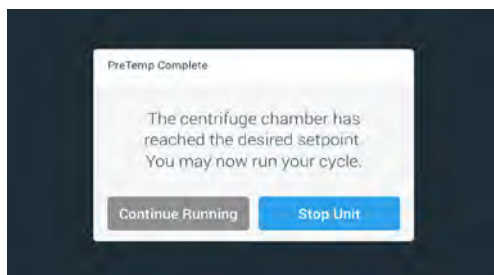 PreTemp Complete
The centrifuge chamber has
reached the desired setpoint.
You may now run your cycle.
Continue Running
Stop Unit